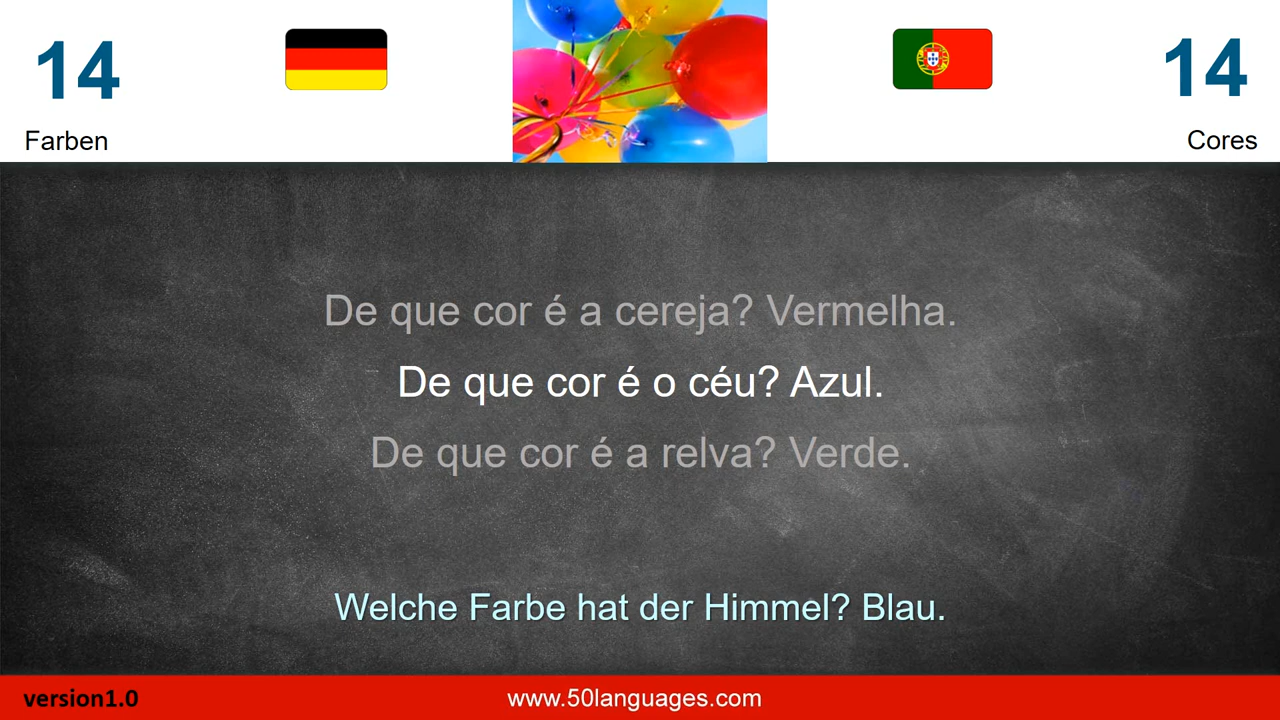 14
14
Farben
Cores
De que cor é a cereja? Vermelha.
De que cor é o céu? Azul.
De que cor é a relva? Verde.
Welche Farbe hat der Himmel? Blau.
version1.0
www.50languages.com